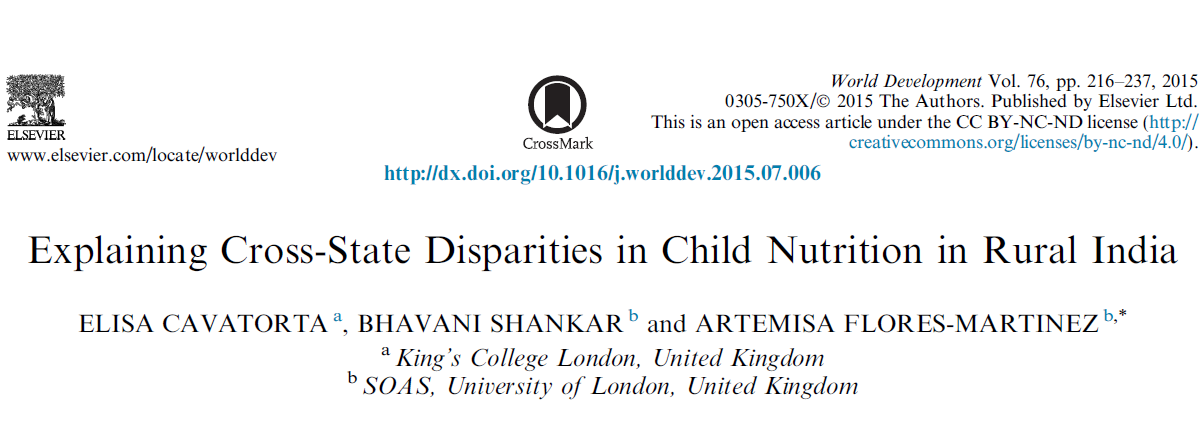 World Development Vol. 76, pp. 216–237, 2015
0305-750X/© 2015 The Authors. Published by Elsevier Ltd.
This is an open access article under the CC BY-NC-ND license (http://
creativecommons.org/licenses/by-nc-nd/4.0/).
ELSEVIER
CrossMark
www.elsevier.com/locate/worlddev
http://dx.doi.org/10.1016/j.worlddev.2015.07.006
Explaining Cross-State Disparities in Child Nutrition in Rural India
ELISA CAVATORTA a, BHAVANI SHANKAR b and ARTEMISA FLORES-MARTINEZ b,*
a King's College London, United Kingdom
b SOAS, University of London, United Kingdom